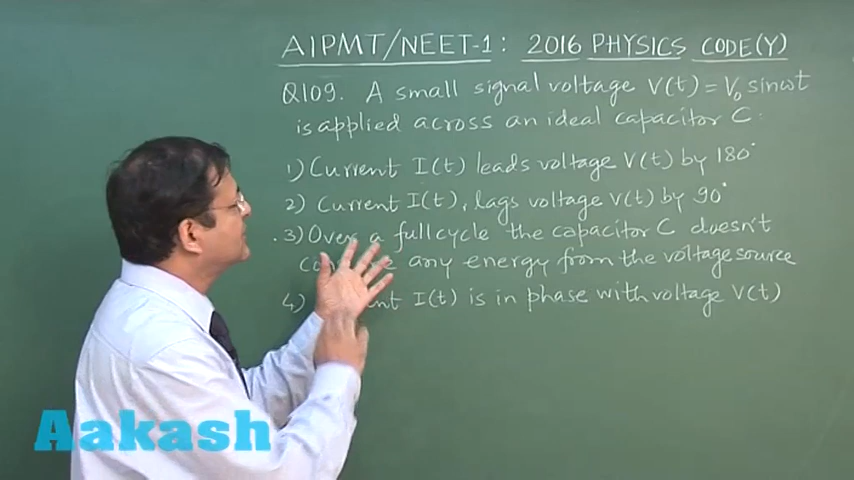 AIPMT/NEET-1: 2016 PHYSICS CODE(Y)
Q109. A small signal voltage V(t) = V₀ sinωt
is applied across an ideal capacitor C:
1) Current I(t) leads voltage V(t) by 180°
2) Current I(t), lags voltage V(t) by 90°
3) Over a full cycle the capacitor C doesn't
any energy from the voltage source
4) I(t) is in phase with voltage V(t)
Aakash